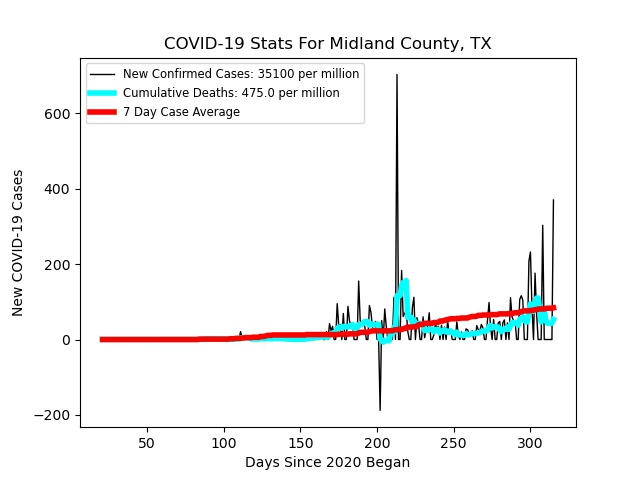 COVID-19 Stats For Midland County, TX
New Confirmed Cases: 35100 per million
Cumulative Deaths: 475.0 per million
7 Day Case Average
New COVID-19 Cases
600
400
200
0
−200
50 100 150 200 250 300
Days Since 2020 Began